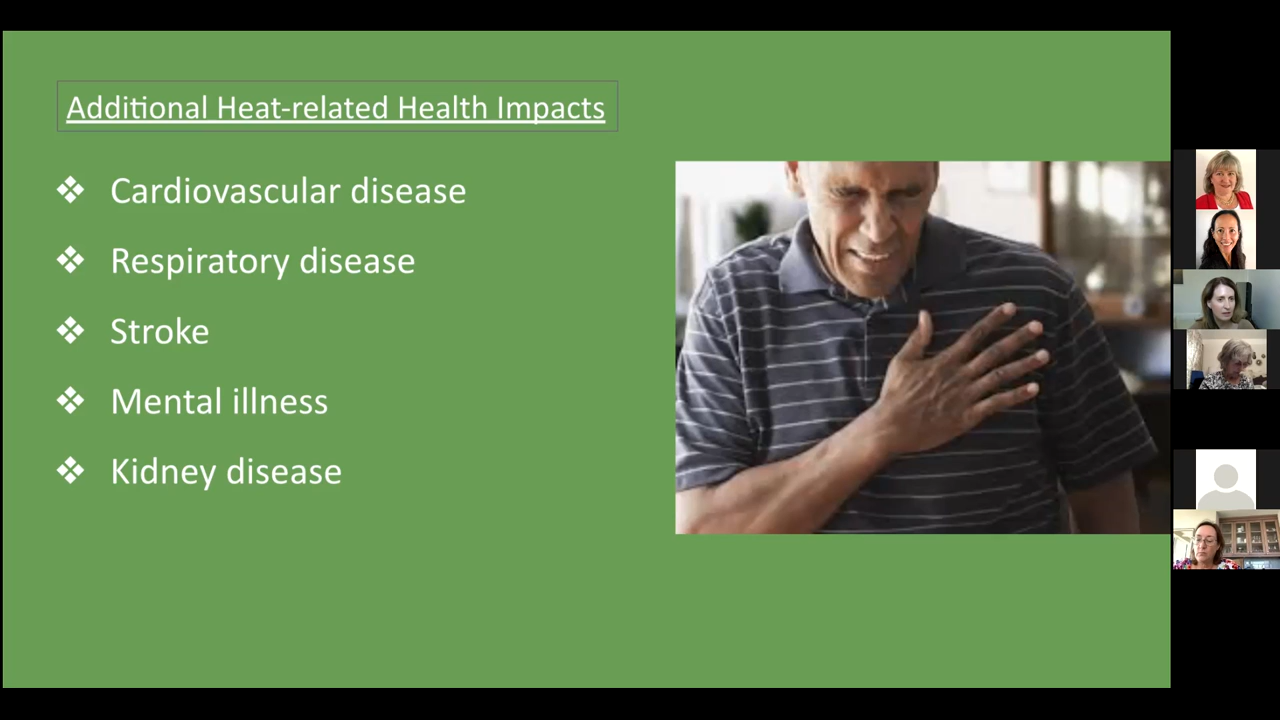 Additional Heat-related Health Impacts
❖ Cardiovascular disease
❖ Respiratory disease
❖ Stroke
❖ Mental illness
❖ Kidney disease